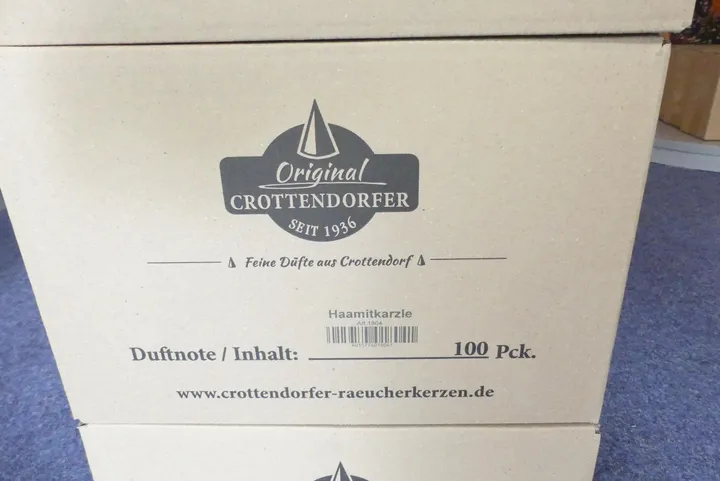 Original
CROTTENDORFER
SEIT 1936
Feine Düfte aus Crottendorf
Haamitkarzle
Duftnote / Inhalt: 100 Pck.
www.crottendorfer-raeucherkerzen.de